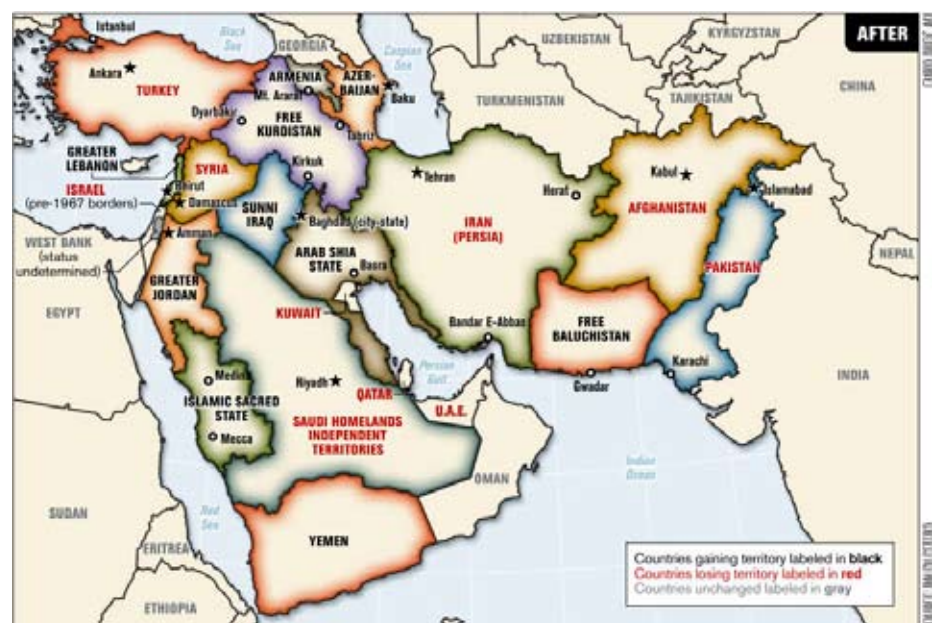 AFTER
Istanbul
Black
Sea
GEORGIA
Caspian
Sea
UZBEKISTAN
KYRGYZSTAN
Ankara
TURKEY
ARMENIA
Mt. Ararat
AZER-
BAIJAN
Baku
TURKMENISTAN
TAJIKISTAN
CHINA
Dyarbakir
FREE
KURDISTAN
Tabriz
GREATER
LEBANON
SYRIA
Kirkuk
Tehran
Herat
Kabul
Islamabad
ISRAEL
(pre-1967 borders)
Beirut
Damascus
SUNNI
IRAQ
Baghdad (city-state)
IRAN
(PERSIA)
AFGHANISTAN
WEST BANK
(status
undetermined)
Amman
ARAB SHIA
STATE
Basra
PAKISTAN
NEPAL
GREATER
JORDAN
EGYPT
KUWAIT
Bandar E-Abban
FREE
BALUCHISTAN
Karachi
Gwadar
INDIA
Persian
Gulf
Medina
ISLAMIC SACRED
STATE
Mecca
Riyadh
QATAR
U.A.E.
SAUDI HOMELANDS
INDEPENDENT
TERRITORIES
OMAN
Indian
Ocean
SUDAN
Red
Sea
YEMEN
ERITREA
ETHIOPIA
Countries gaining territory labeled in black
Countries losing territory labeled in red
Countries unchanged labeled in gray